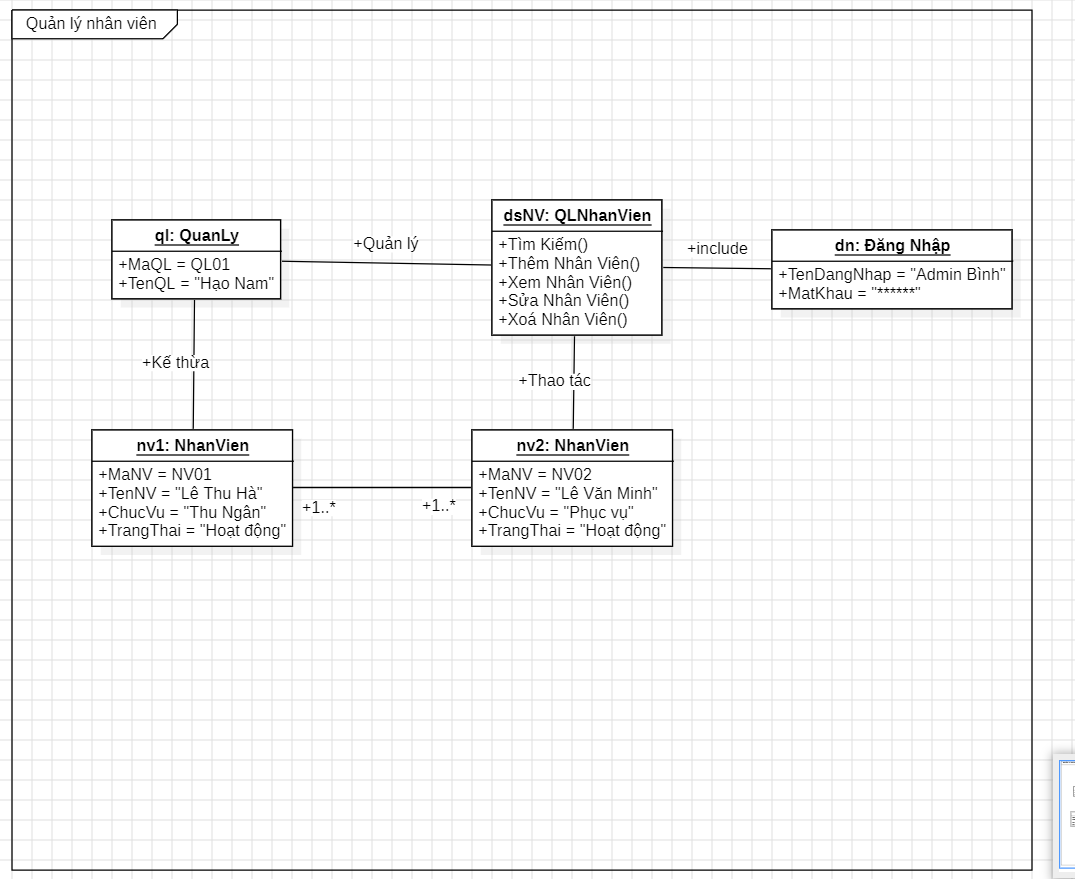 Quản lý nhân viên
ql: QuanLy
+MaQL = QL01
+TenQL = "Hạo Nam"
+Quản lý
dsNV: QLNhanVien
+Tìm Kiếm()
+Thêm Nhân Viên()
+Xem Nhân Viên()
+Sửa Nhân Viên()
+Xoá Nhân Viên()
+include
dn: Đăng Nhập
+TenDangNhap = "Admin Bình"
+MatKhau = "******"
+Kế thừa
+Thao tác
nv1: NhanVien
+MaNV = NV01
+TenNV = "Lê Thu Hà"
+ChucVu = "Thu Ngân"
+TrangThai = "Hoạt động"
+1..*
+1..*
nv2: NhanVien
+MaNV = NV02
+TenNV = "Lê Văn Minh"
+ChucVu = "Phục vụ"
+TrangThai = "Hoạt động"